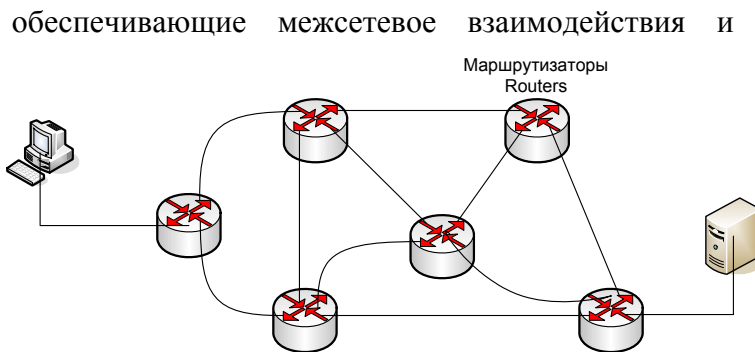 обеспечивающие межсетевое взаимодействия и
Маршрутизаторы
Routers